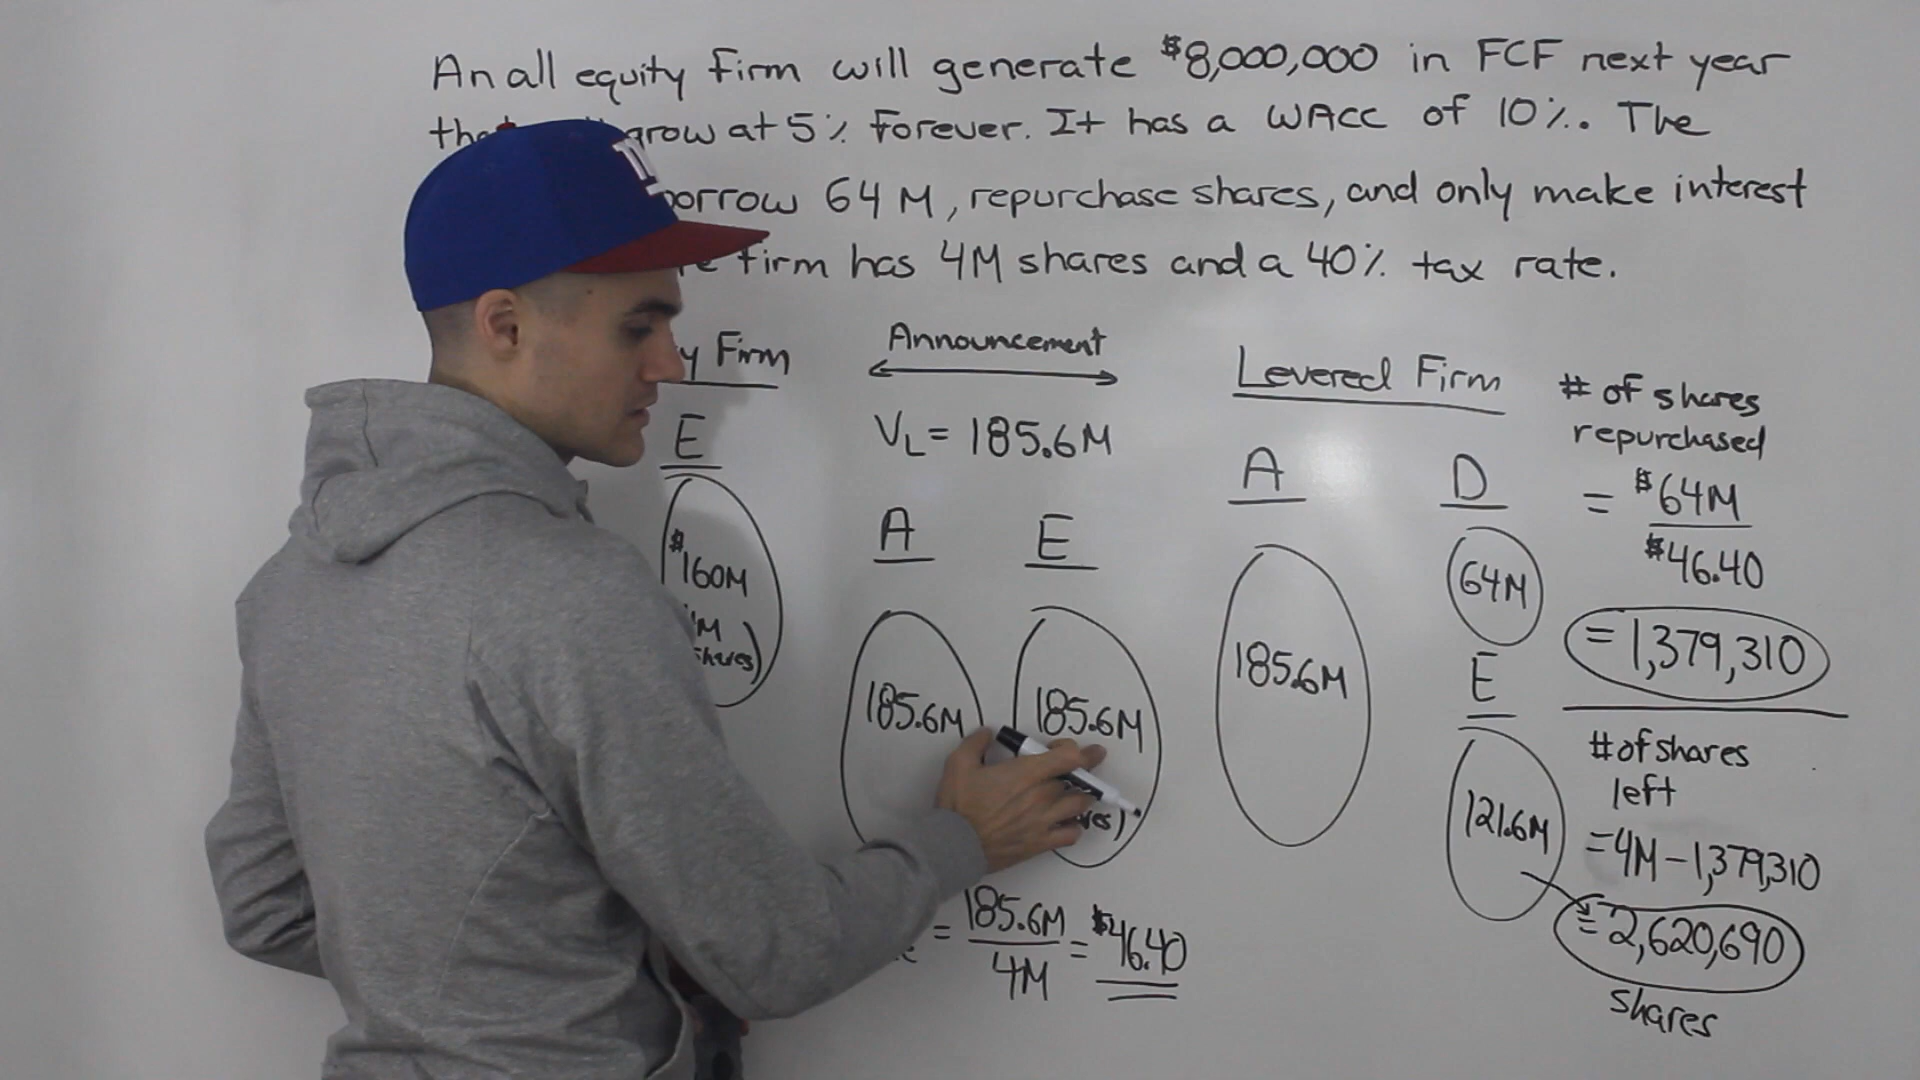 An all equity firm will generate $8,000,000 in FCF next year
grow at 5% forever. It has a WACC of 10%. The
64M, repurchase shares, and only make interest
firm has 4M shares and a 40% tax rate.
Firm
E
$160M
shares)
Announcement
VL = 185.6M
A E
185.6M 185.6M
= 185.6M / 4M = $46.40
Levered Firm
A D
185.6M 64M
E
121.6M
# of shares
repurchased
= $64M
$46.40
= 1,379,310
# of shares
left
= 4M - 1,379,310
= 2,620,690
shares